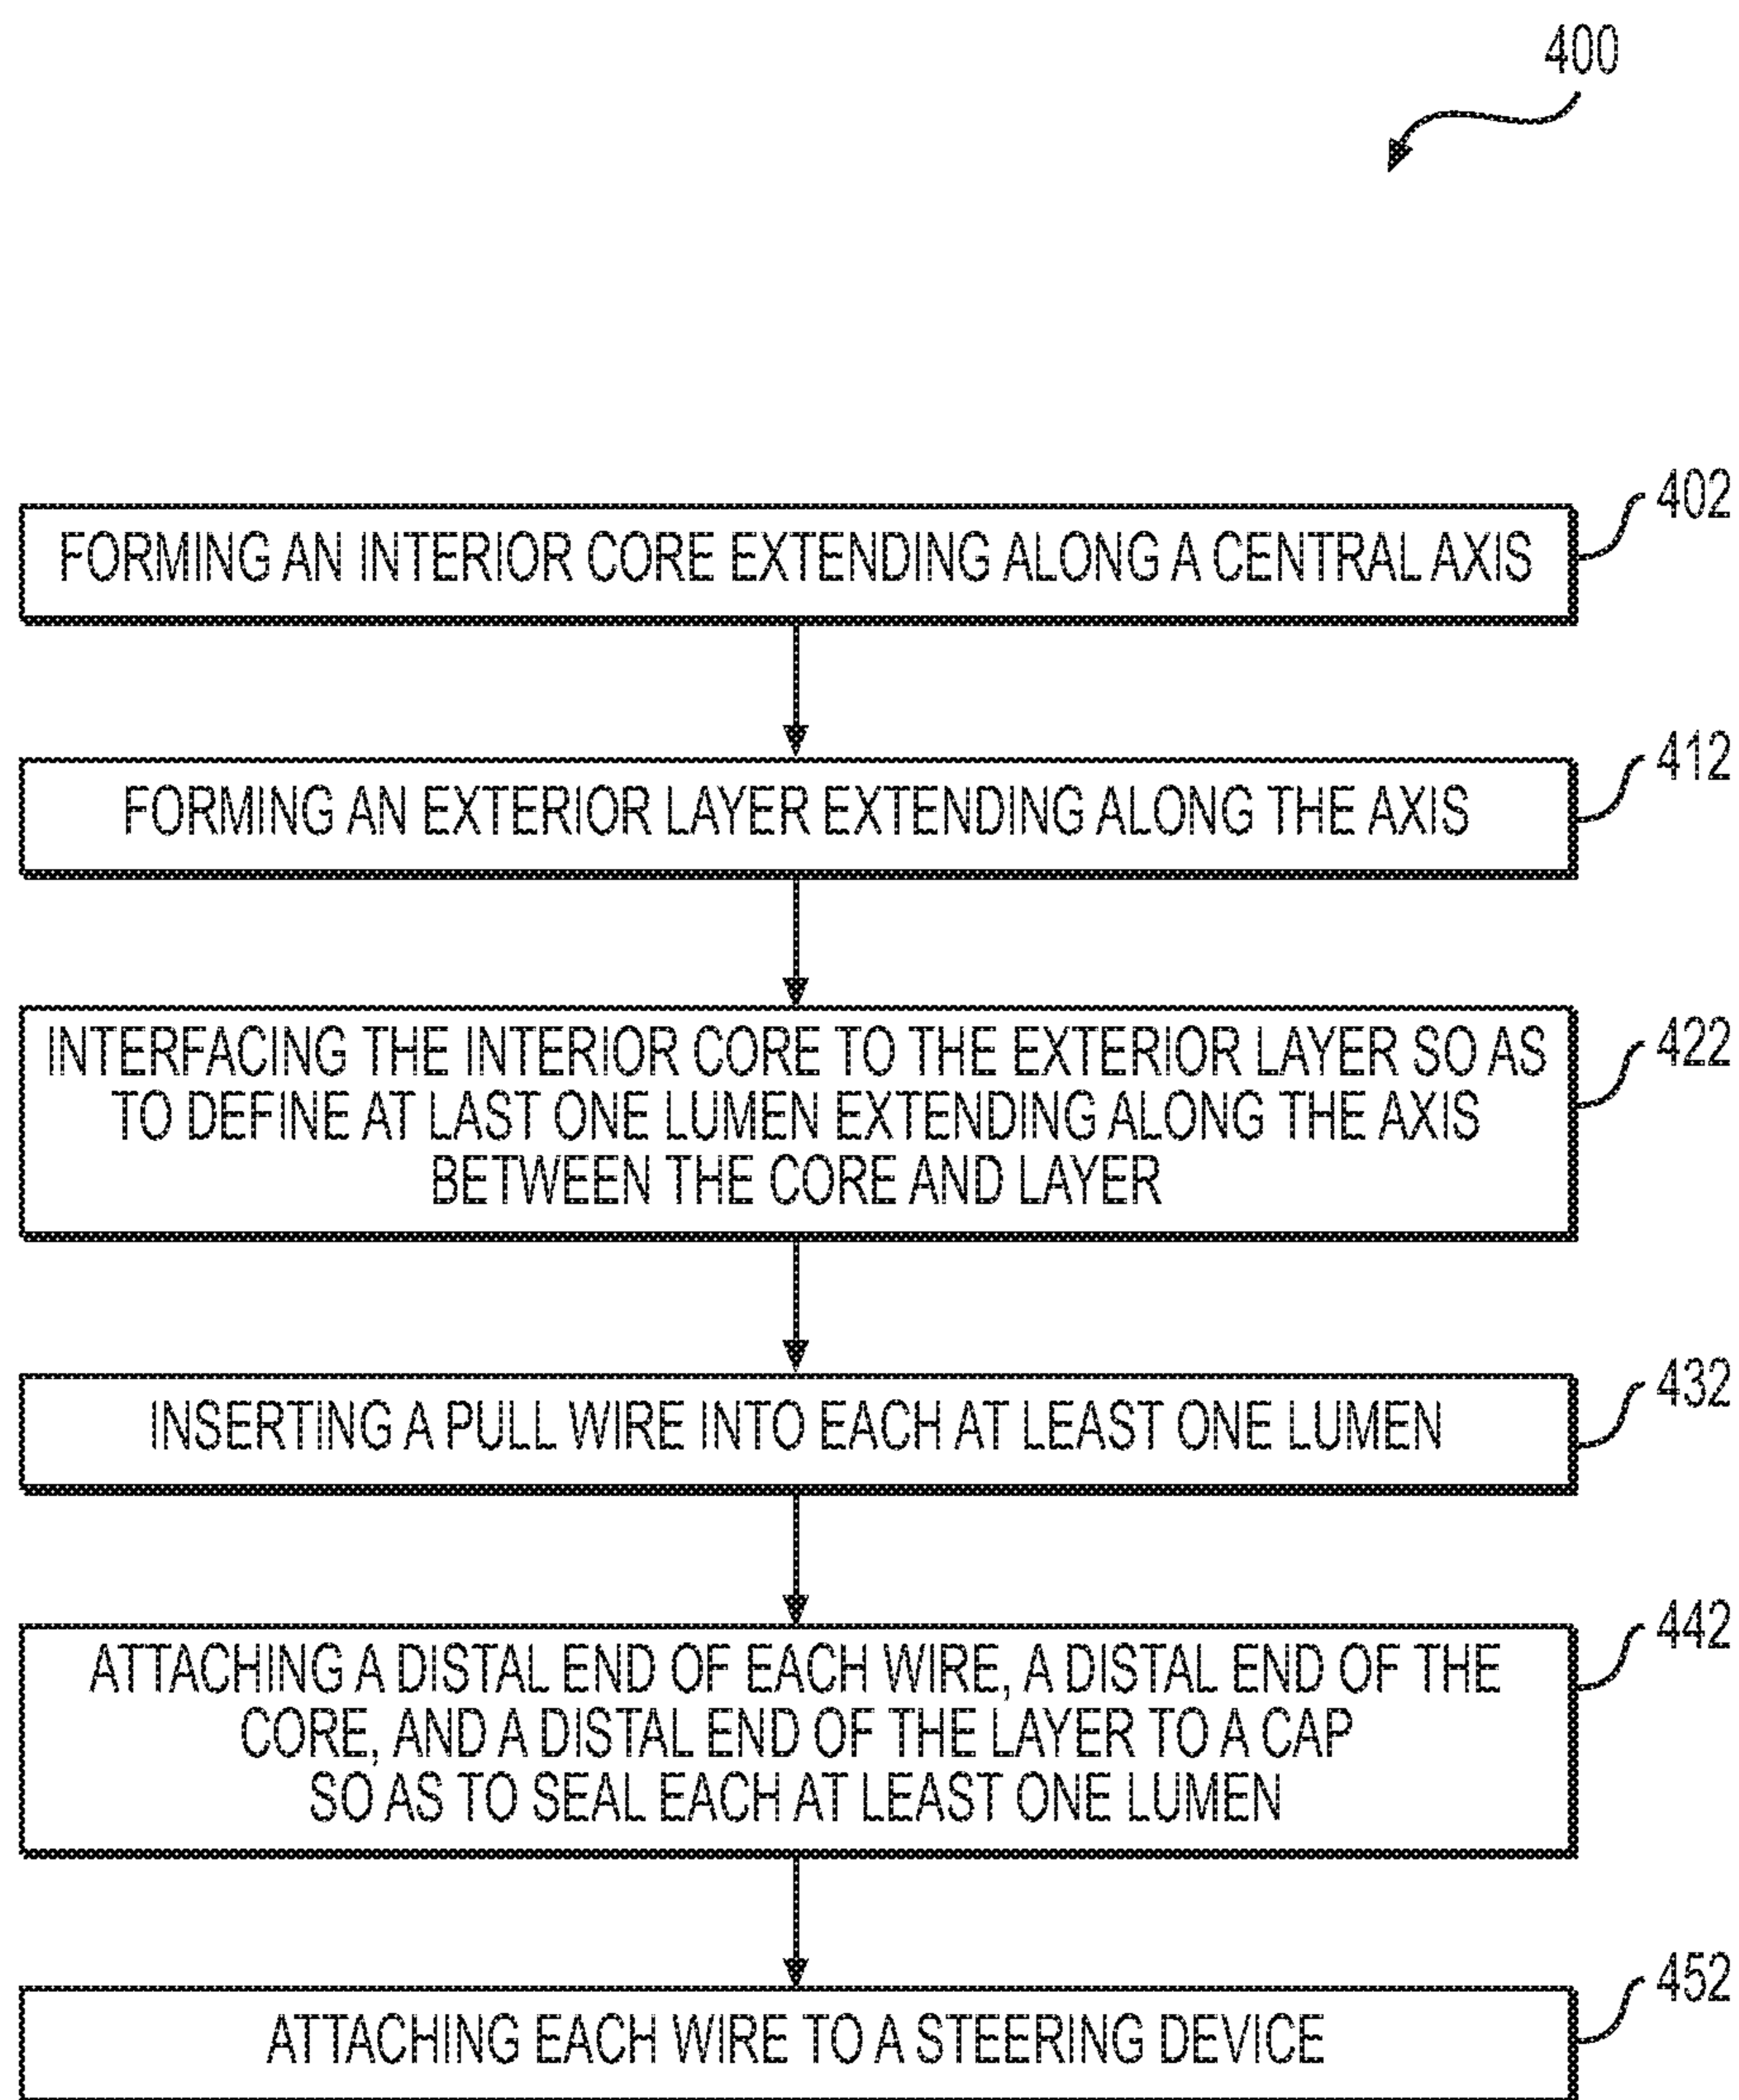 400
402
FORMING AN INTERIOR CORE EXTENDING ALONG A CENTRAL AXIS
412
FORMING AN EXTERIOR LAYER EXTENDING ALONG THE AXIS
422
INTERFACING THE INTERIOR CORE TO THE EXTERIOR LAYER SO AS
TO DEFINE AT LAST ONE LUMEN EXTENDING ALONG THE AXIS
BETWEEN THE CORE AND LAYER
432
INSERTING A PULL WIRE INTO EACH AT LEAST ONE LUMEN
442
ATTACHING A DISTAL END OF EACH WIRE, A DISTAL END OF THE
CORE, AND A DISTAL END OF THE LAYER TO A CAP
SO AS TO SEAL EACH AT LEAST ONE LUMEN
452
ATTACHING EACH WIRE TO A STEERING DEVICE